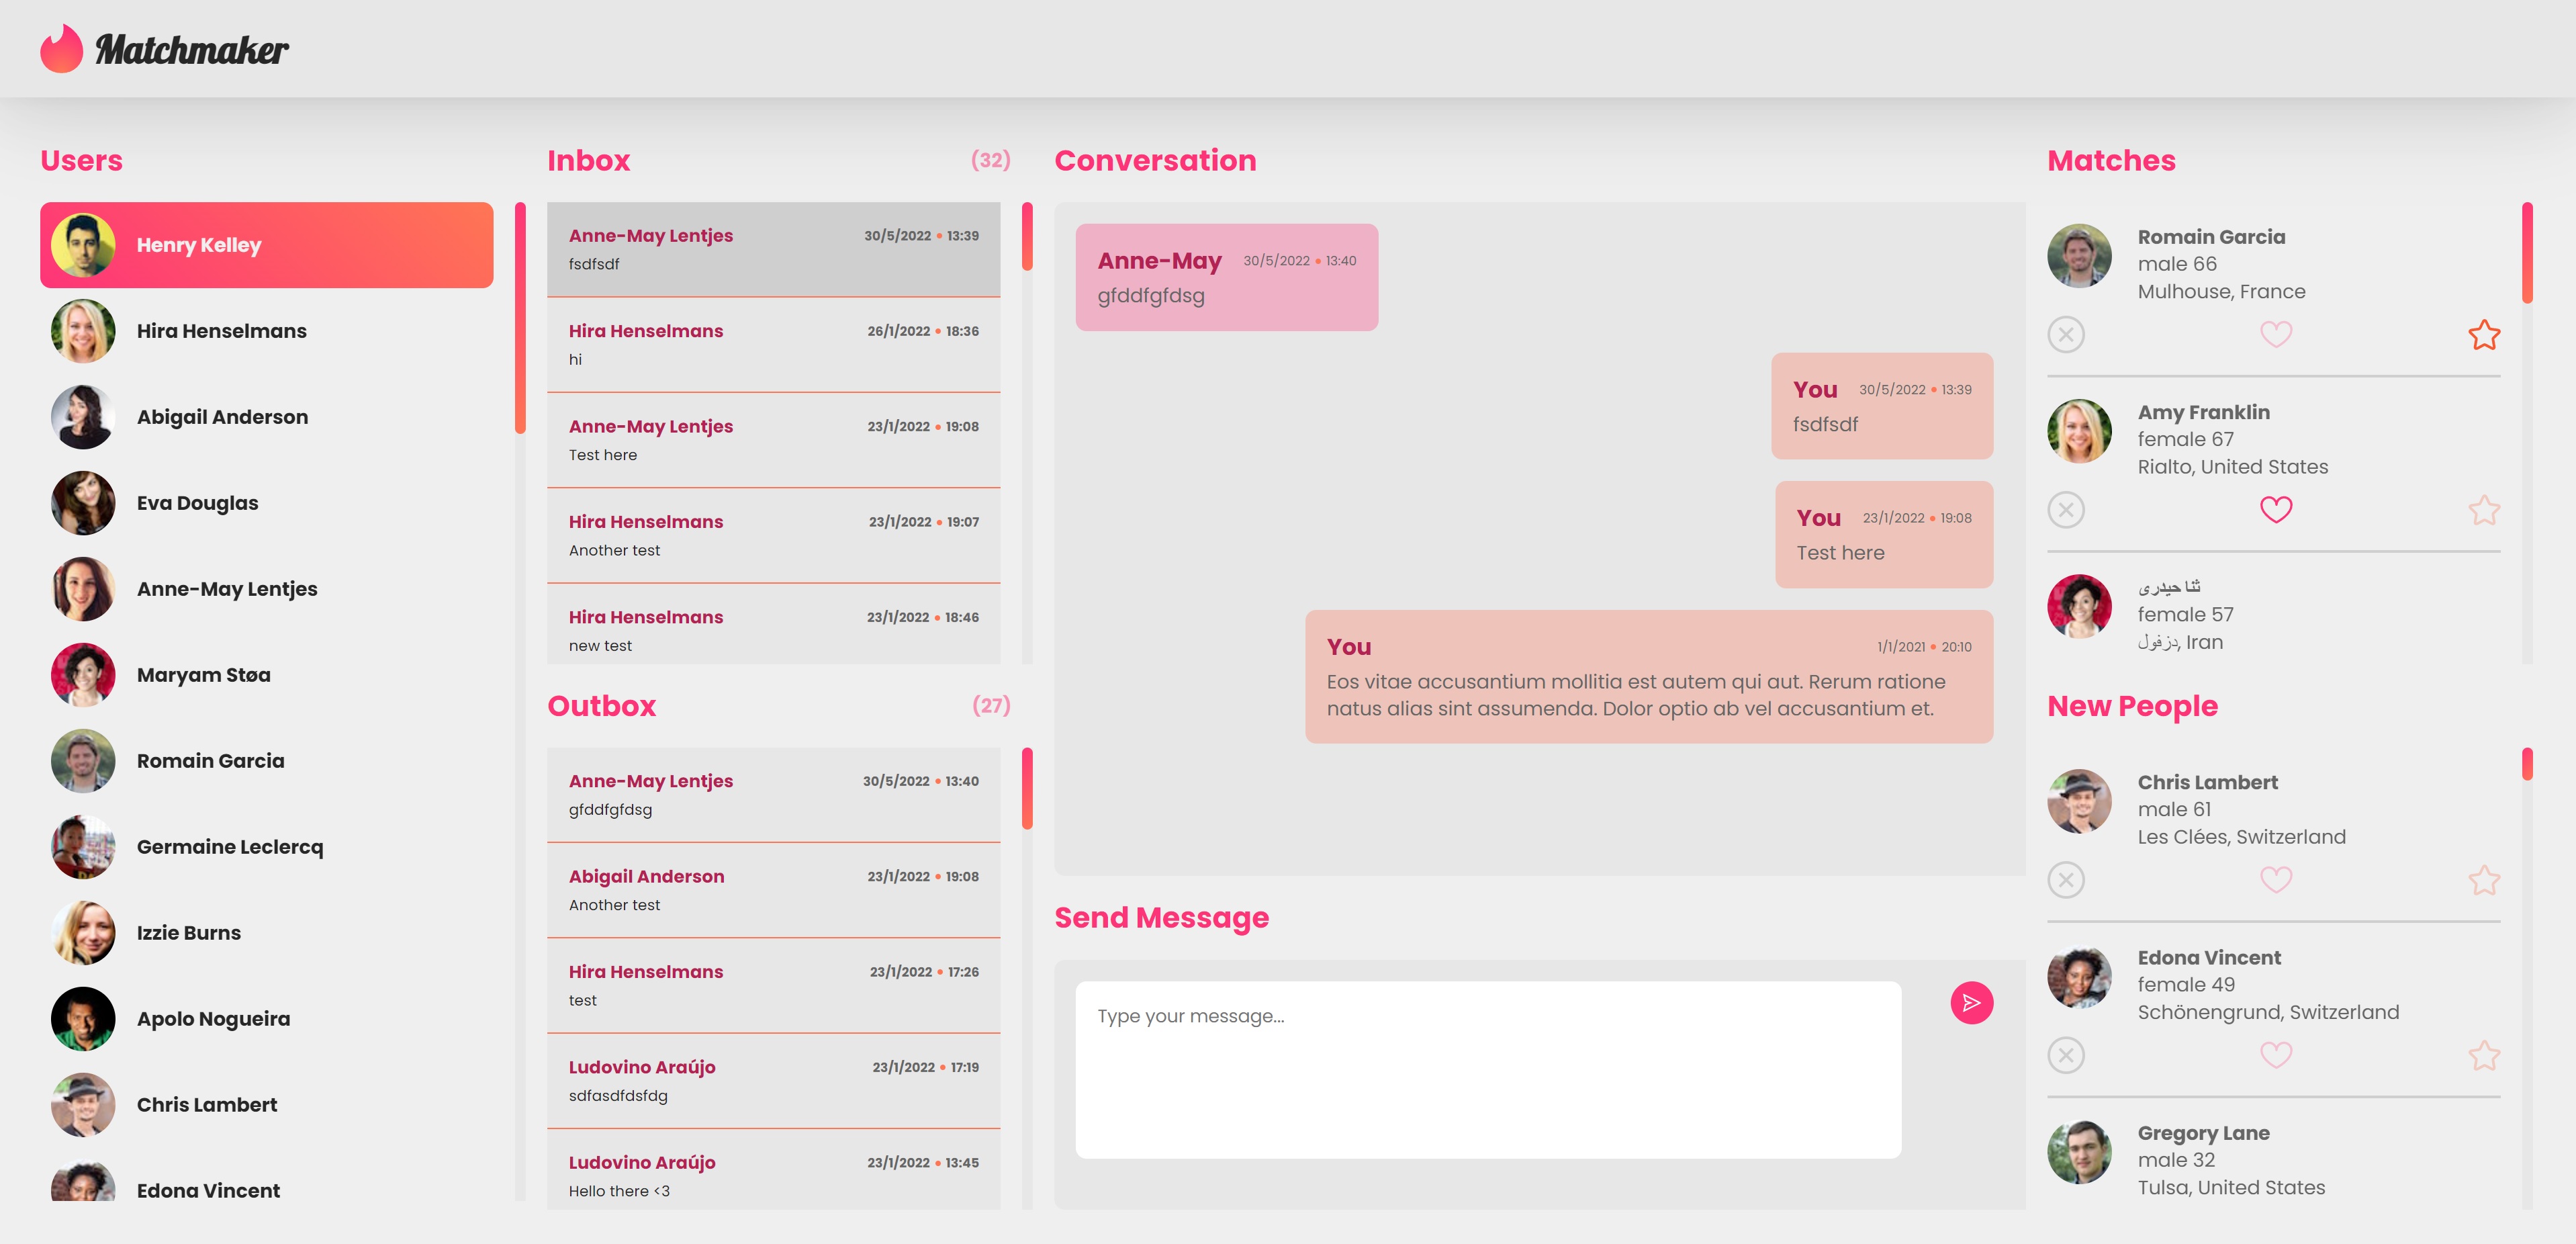 Matchmaker
Users
Henry Kelley
Hira Henselmans
Abigail Anderson
Eva Douglas
Anne-May Lentjes
Maryam Støa
Romain Garcia
Germaine Leclercq
Izzie Burns
Apolo Nogueira
Chris Lambert
Edona Vincent
Inbox (32)
Anne-May Lentjes 30/5/2022 • 13:39
fsdfsdf
Hira Henselmans 26/1/2022 • 18:36
hi
Anne-May Lentjes 23/1/2022 • 19:08
Test here
Hira Henselmans 23/1/2022 • 19:07
Another test
Hira Henselmans 23/1/2022 • 18:46
new test
Outbox (27)
Anne-May Lentjes 30/5/2022 • 13:40
gfddfgfdsg
Abigail Anderson 23/1/2022 • 19:08
Another test
Hira Henselmans 23/1/2022 • 17:26
test
Ludovino Araújo 23/1/2022 • 17:19
sdfasdfdsfdg
Ludovino Araújo 23/1/2022 • 13:45
Hello there <3
Conversation
Anne-May 30/5/2022 • 13:40
gfddfgfdsg
You 30/5/2022 • 13:39
fsdfsdf
You 23/1/2022 • 19:08
Test here
You 1/1/2021 • 20:10
Eos vitae accusantium mollitia est autem qui aut. Rerum ratione
natus alias sint assumenda. Dolor optio ab vel accusantium et.
Send Message
Type your message...
Matches
Romain Garcia
male 66
Mulhouse, France
Amy Franklin
female 67
Rialto, United States
ثنا حیدری
female 57
دزفول, Iran
New People
Chris Lambert
male 61
Les Clées, Switzerland
Edona Vincent
female 49
Schönengrund, Switzerland
Gregory Lane
male 32
Tulsa, United States